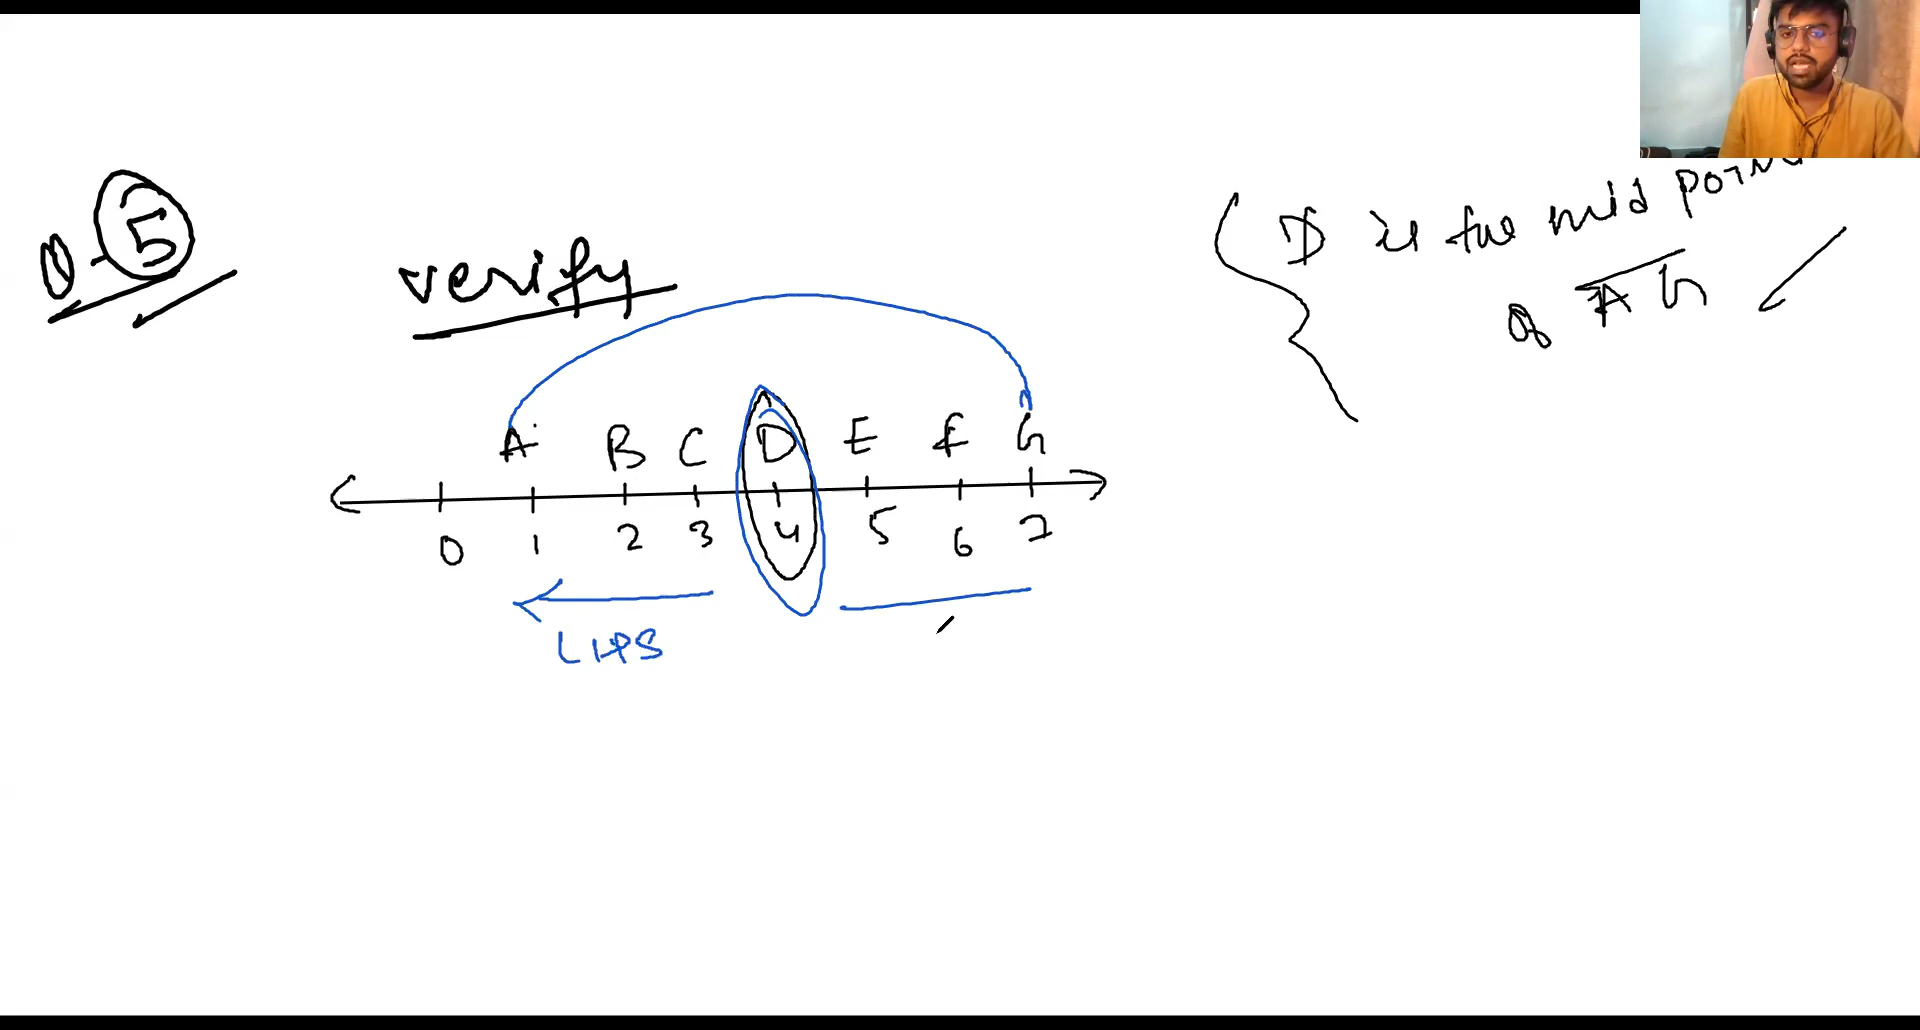 Q-5
verify
D is the mid point
of AG
A B C D E F G
0 1 2 3 4 5 6 7
LHS